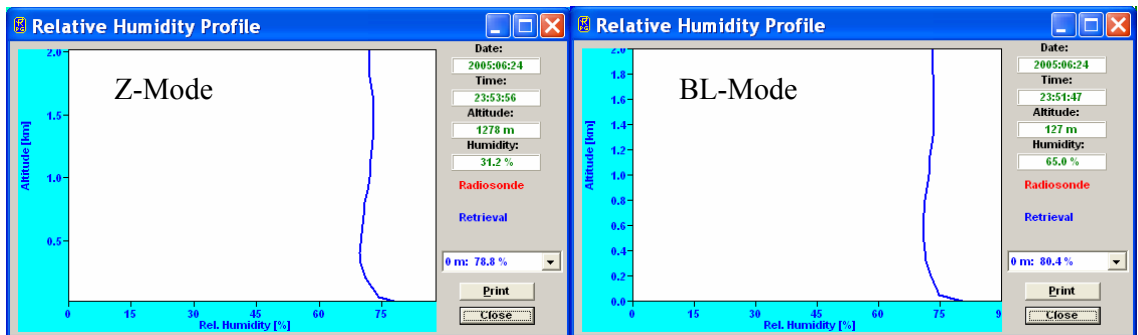 Relative Humidity Profile
2.0
1.5
1.0
0.5
Altitude [km]
Z-Mode
0 15 30 45 60 75
Rel. Humidity [%]
Date:
2005:06:24
Time:
23:53:56
Altitude:
1278 m
Humidity:
31.2 %
Radiosonde
Retrieval
0 m: 78.8 %
Print
Close
Relative Humidity Profile
2.0
1.8
1.6
1.4
1.2
1.0
0.8
0.6
0.4
0.2
0.0
Altitude [km]
BL-Mode
0 15 30 45 60 75 9
Rel. Humidity [%]
Date:
2005:06:24
Time:
23:51:47
Altitude:
127 m
Humidity:
65.0 %
Radiosonde
Retrieval
0 m: 80.4 %
Print
Close